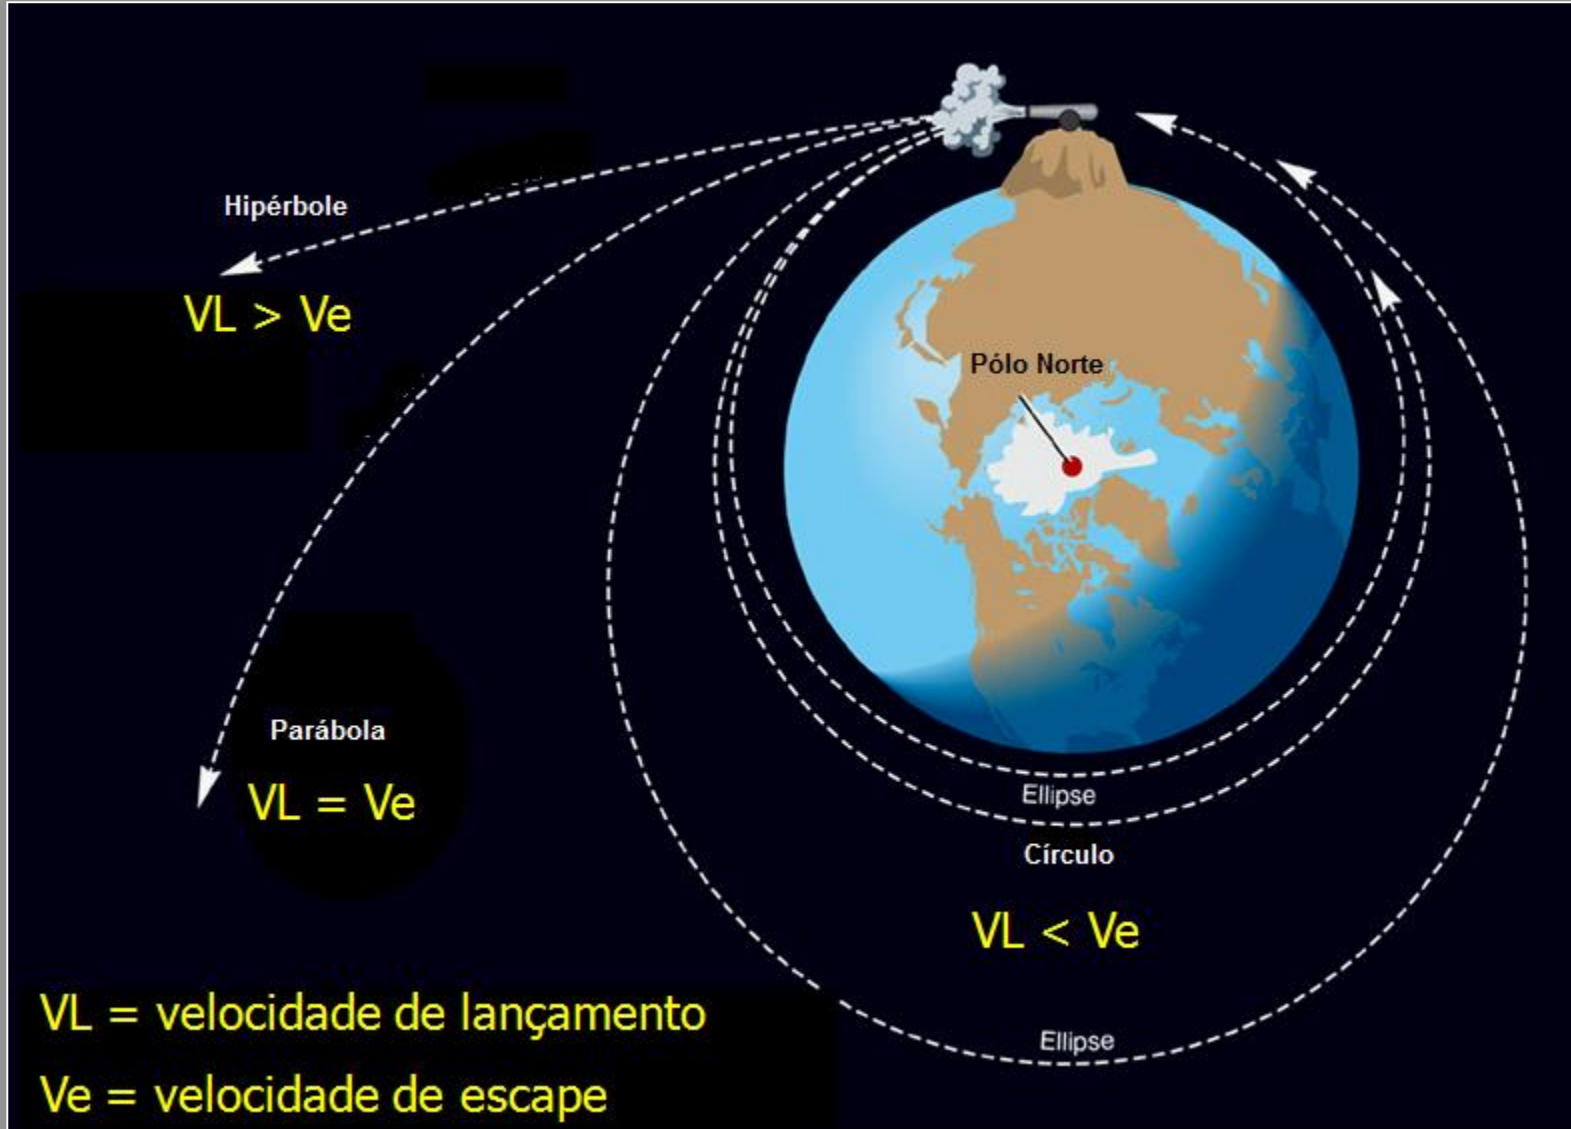 Hipérbole
VL > Ve
Pólo Norte
Parábola
VL = Ve
Ellipse
Círculo
VL < Ve
Ellipse
VL = velocidade de lançamento
Ve = velocidade de escape